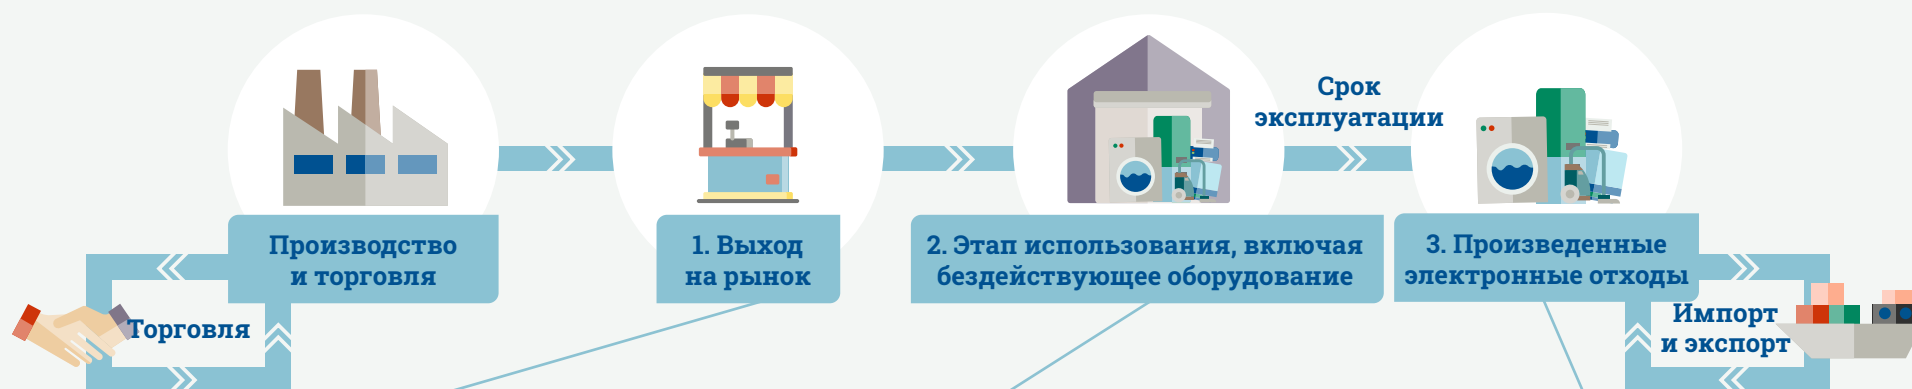 Срок
эксплуатации
Производство
и торговля
1. Выход
на рынок
2. Этап использования, включая
бездействующее оборудование
3. Произведенные
электронные отходы
Торговля
Импорт
и экспорт